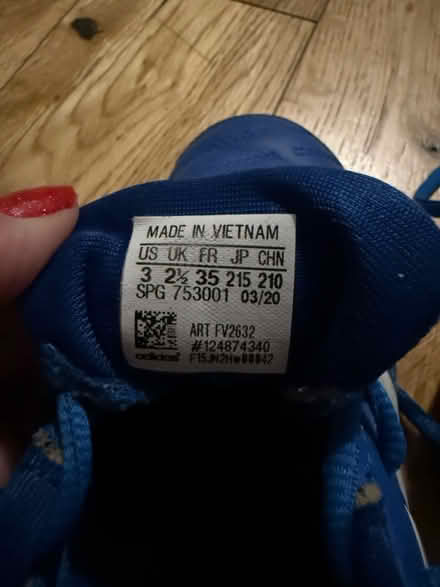 MADE IN VIETNAM
US UK FR JP CHN
3 2½ 35 215 210
SPG 753001 03/20
ART FV2632
#124874340
adidas